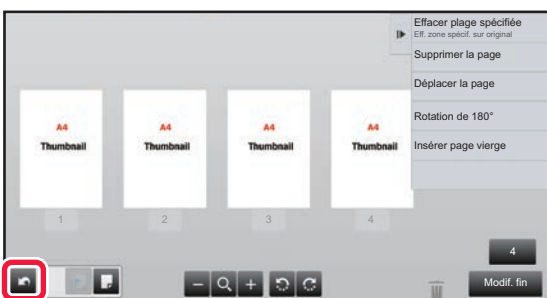 Effacer plage spécifiée
Eff. zone spécif. sur original
Supprimer la page
Déplacer la page
Rotation de 180°
Insérer page vierge
A4 A4 A4 A4
Thumbnail Thumbnail Thumbnail Thumbnail
1 2 3 4
4
Modif. fin